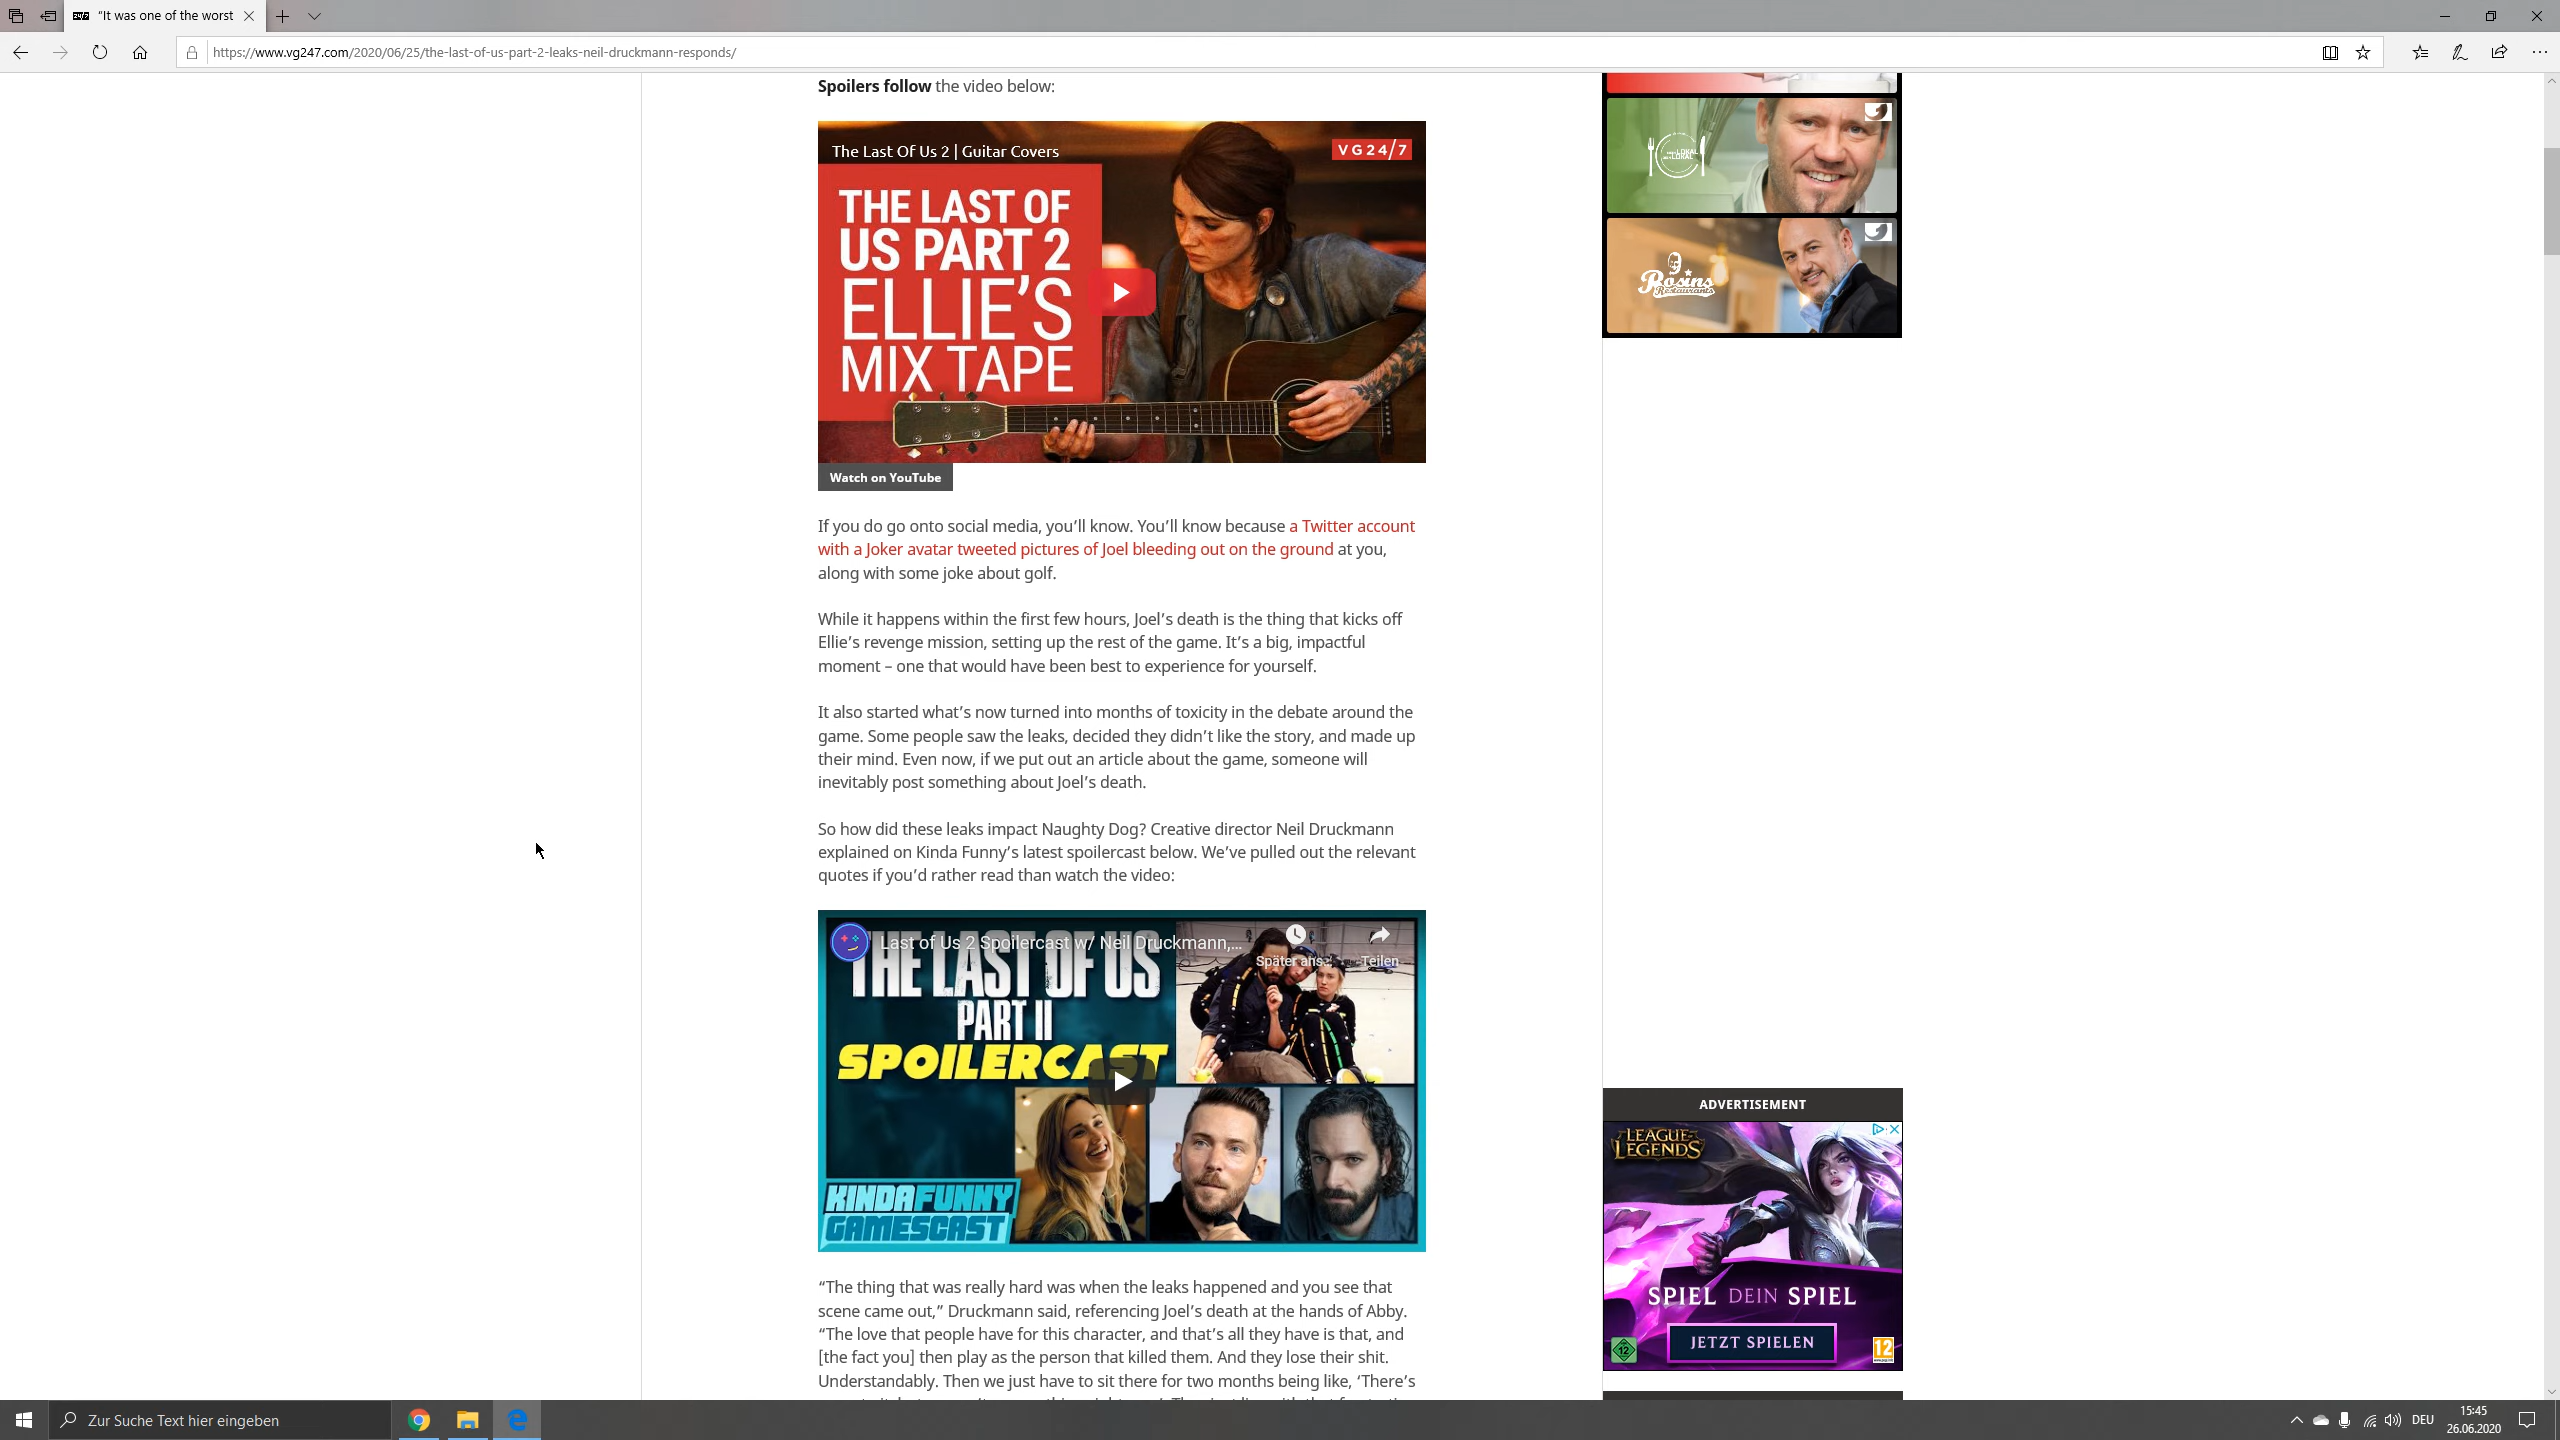 "It was one of the worst
https://www.vg247.com/2020/06/25/the-last-of-us-part-2-leaks-neil-druckmann-responds/
Spoilers follow the video below:
The Last Of Us 2 | Guitar Covers
VG24/7
THE LAST OF
US PART 2
ELLIE'S
MIX TAPE
Watch on YouTube
If you do go onto social media, you'll know. You'll know because a Twitter account
with a Joker avatar tweeted pictures of Joel bleeding out on the ground at you,
along with some joke about golf.
While it happens within the first few hours, Joel's death is the thing that kicks off
Ellie's revenge mission, setting up the rest of the game. It's a big, impactful
moment – one that would have been best to experience for yourself.
It also started what's now turned into months of toxicity in the debate around the
game. Some people saw the leaks, decided they didn't like the story, and made up
their mind. Even now, if we put out an article about the game, someone will
inevitably post something about Joel's death.
So how did these leaks impact Naughty Dog? Creative director Neil Druckmann
explained on Kinda Funny's latest spoilercast below. We've pulled out the relevant
quotes if you'd rather read than watch the video:
Last of Us 2 Spoilercast w/ Neil Druckmann,...
Später ans...
Teilen
THE LAST OF US
PART II
SPOILERCAST
KINDA FUNNY
GAMESCAST
"The thing that was really hard was when the leaks happened and you see that
scene came out," Druckmann said, referencing Joel's death at the hands of Abby.
"The love that people have for this character, and that's all they have is that, and
[the fact you] then play as the person that killed them. And they lose their shit.
Understandably. Then we just have to sit there for two months being like, 'There's
Rosins
Restaurants
ADVERTISEMENT
LEAGUE OF
LEGENDS
SPIEL DEIN SPIEL
JETZT SPIELEN
12
12
Zur Suche Text hier eingeben
DEU
15:45
26.06.2020